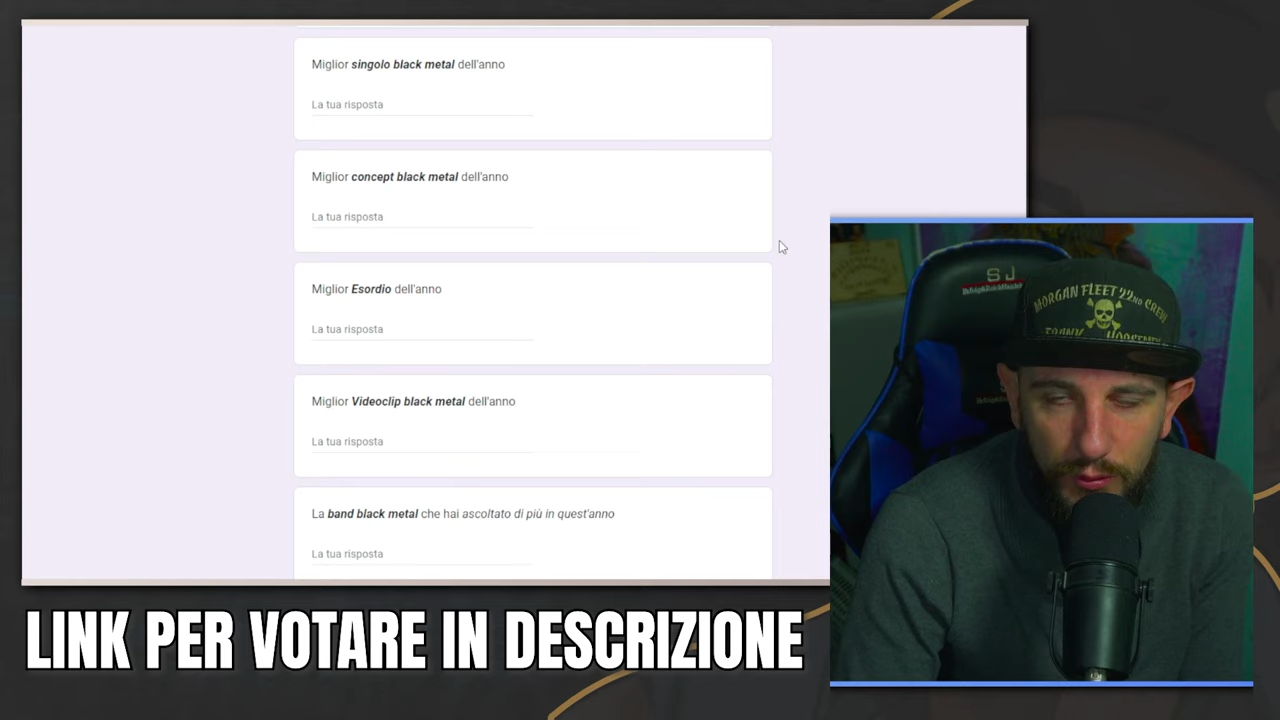 Miglior singolo black metal dell'anno
La tua risposta
Miglior concept black metal dell'anno
La tua risposta
Miglior Esordio dell'anno
La tua risposta
Miglior Videoclip black metal dell'anno
La tua risposta
La band black metal che hai ascoltato di più in quest'anno
La tua risposta
SJ
MORGAN FLEET 22ND CREW
LINK PER VOTARE IN DESCRIZIONE